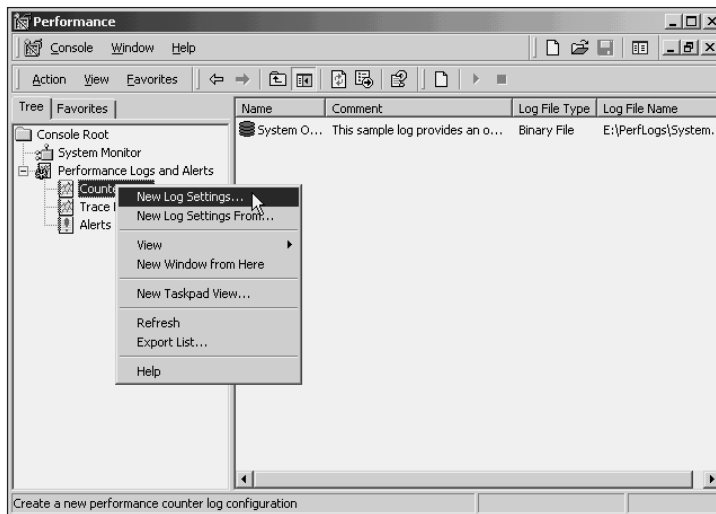 Performance
Console Window Help
Action View Favorites
Tree Favorites
Name Comment Log File Type Log File Name
Console Root
System Monitor
Performance Logs and Alerts
Trace
Alerts
System O... This sample log provides an o... Binary File E:\PerfLogs\System.
New Log Settings...
New Log Settings From...
View
New Window from Here
New Taskpad View...
Refresh
Export List...
Help
Create a new performance counter log configuration